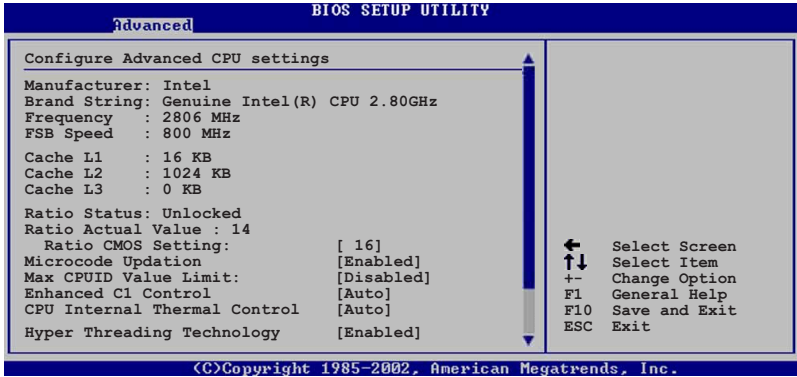 BIOS SETUP UTILITY
Advanced
Configure Advanced CPU settings
Manufacturer: Intel
Brand String: Genuine Intel(R) CPU 2.80GHz
Frequency : 2806 MHz
FSB Speed : 800 MHz
Cache L1 : 16 KB
Cache L2 : 1024 KB
Cache L3 : 0 KB
Ratio Status: Unlocked
Ratio Actual Value : 14
Ratio CMOS Setting: [ 16]
Microcode Updation [Enabled]
Max CPUID Value Limit: [Disabled]
Enhanced C1 Control [Auto]
CPU Internal Thermal Control [Auto]
Hyper Threading Technology [Enabled]
← Select Screen
↑↓ Select Item
+- Change Option
F1 General Help
F10 Save and Exit
ESC Exit
(C)Copyright 1985-2002, American Megatrends, Inc.